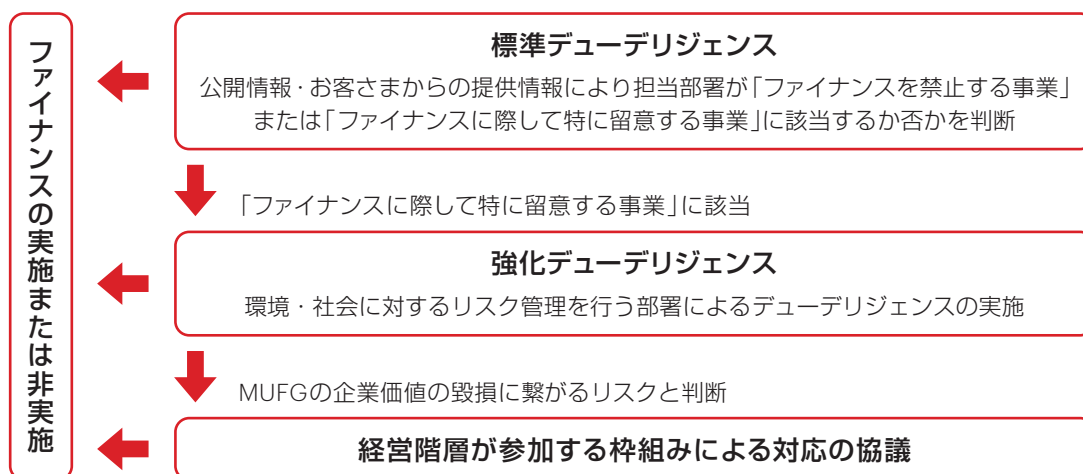 ファイナンスの実施または非実施
標準デューデリジェンス
公開情報・お客さまからの提供情報により担当部署が「ファイナンスを禁止する事業」
または「ファイナンスに際して特に留意する事業」に該当するか否かを判断
「ファイナンスに際して特に留意する事業」に該当
強化デューデリジェンス
環境・社会に対するリスク管理を行う部署によるデューデリジェンスの実施
MUFGの企業価値の毀損に繋がるリスクと判断
経営階層が参加する枠組みによる対応の協議